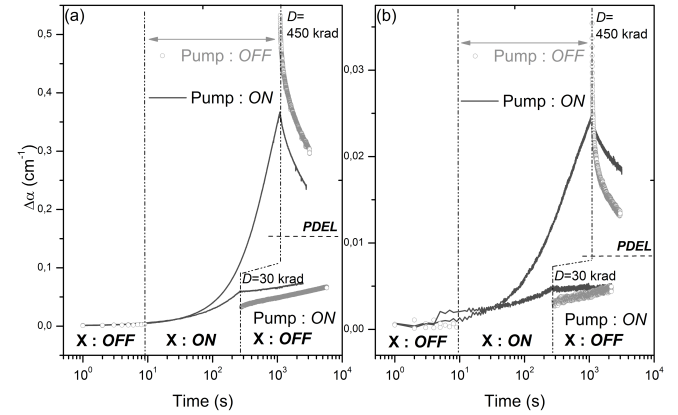 (a)
D=
450 krad
Pump : OFF
Pump : ON
PDEL
D=30 krad
Pump : ON
X : OFF
X : ON
X : OFF
0,0
0,1
0,2
0,3
0,4
0,5
Δα (cm⁻¹)
10⁰ 10¹ 10² 10³ 10⁴
Time (s)
(b)
D=
450 krad
Pump : OFF
Pump : ON
PDEL
D=30 krad
Pump : ON
X : OFF
X : ON
X : OFF
0,00
0,01
0,02
0,03
10⁰ 10¹ 10² 10³ 10⁴
Time (s)